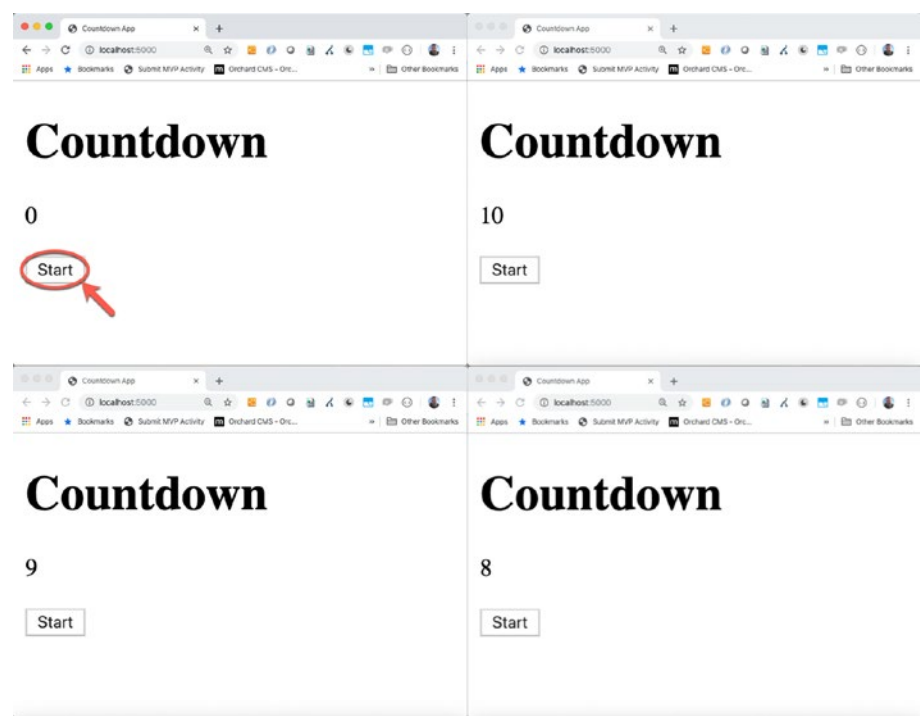 Countdown App
localhost:5000
Apps Bookmarks Submit MVP Activity Orchard CMS – Orc... » Other Bookmarks
Countdown
0
Start
Countdown App
localhost:5000
Apps Bookmarks Submit MVP Activity Orchard CMS – Orc... » Other Bookmarks
Countdown
10
Start
Countdown App
localhost:5000
Apps Bookmarks Submit MVP Activity Orchard CMS – Orc... » Other Bookmarks
Countdown
9
Start
Countdown App
localhost:5000
Apps Bookmarks Submit MVP Activity Orchard CMS – Orc... » Other Bookmarks
Countdown
8
Start